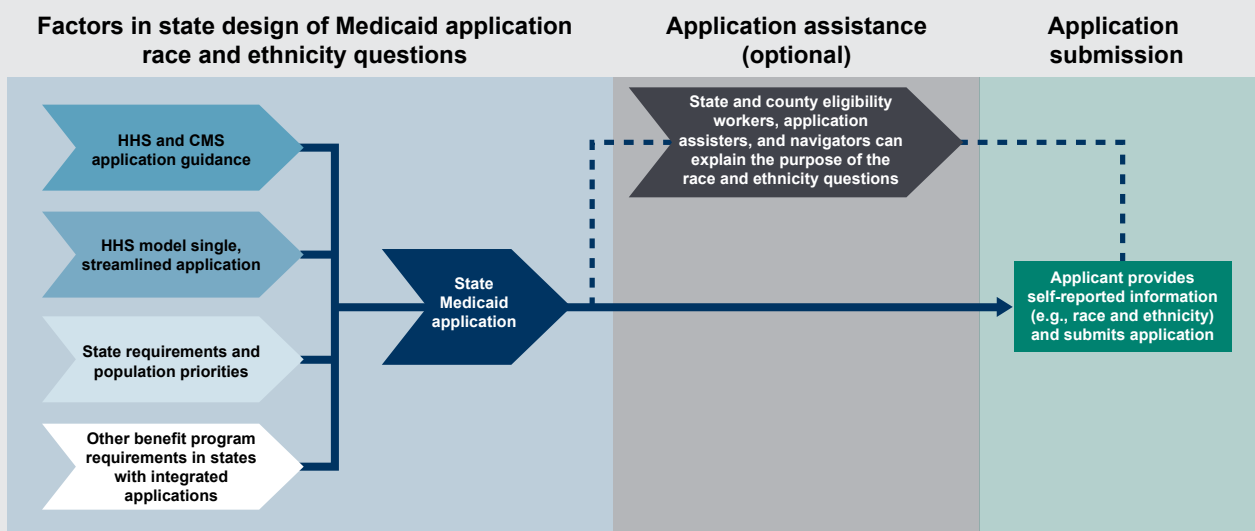 Factors in state design of Medicaid application
race and ethnicity questions
Application assistance
(optional)
Application
submission
HHS and CMS
application guidance
HHS model single,
streamlined application
State requirements and
population priorities
Other benefit program
requirements in states
with integrated
applications
State
Medicaid
application
State and county eligibility
workers, application
assisters, and navigators can
explain the purpose of the
race and ethnicity questions
Applicant provides
self-reported information
(e.g., race and ethnicity)
and submits application